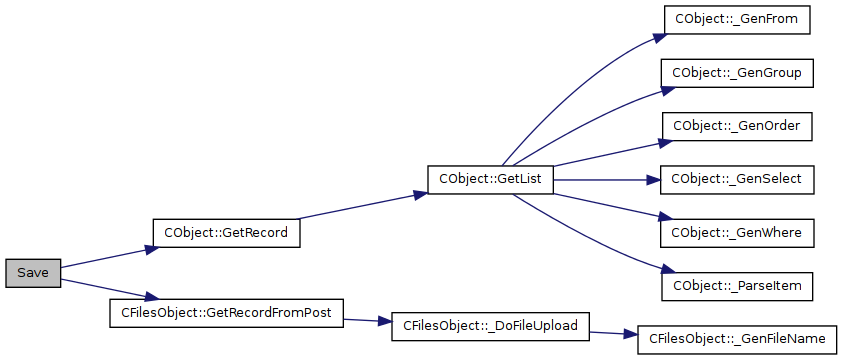 CObject::_GenFrom
CObject::_GenGroup
CObject::_GenOrder
CObject::GetList
CObject::_GenSelect
CObject::GetRecord
CObject::_GenWhere
Save
CObject::_ParseItem
CFilesObject::GetRecordFromPost
CFilesObject::_DoFileUpload
CFilesObject::_GenFileName